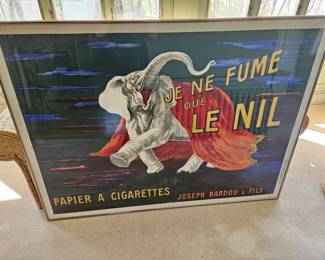 JE NE FUME
QUE
LE NIL
PAPIER A CIGARETTES JOSEPH BARDOU & FILS